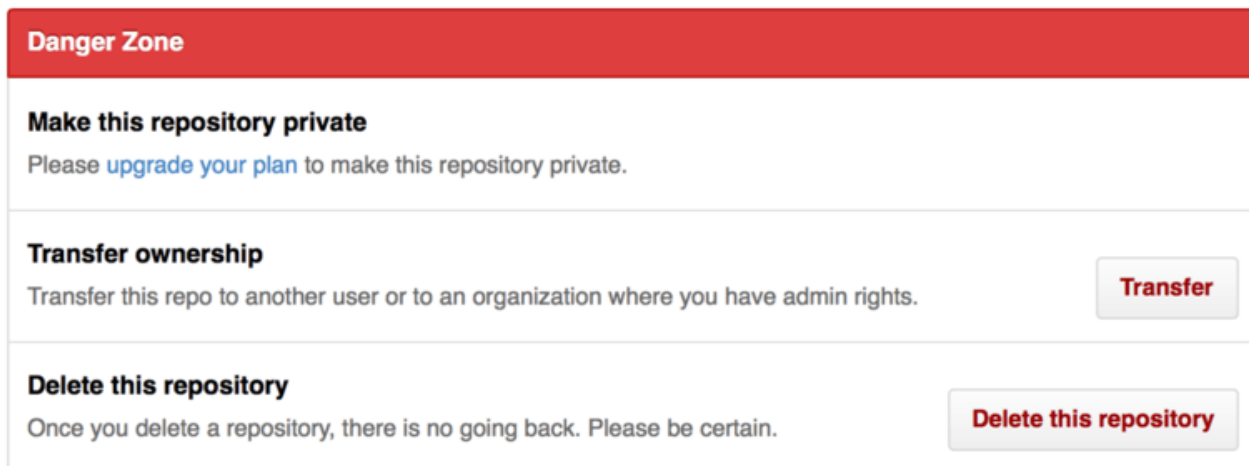 Danger Zone
Make this repository private
Please upgrade your plan to make this repository private.
Transfer ownership
Transfer this repo to another user or to an organization where you have admin rights.
Transfer
Delete this repository
Once you delete a repository, there is no going back. Please be certain.
Delete this repository